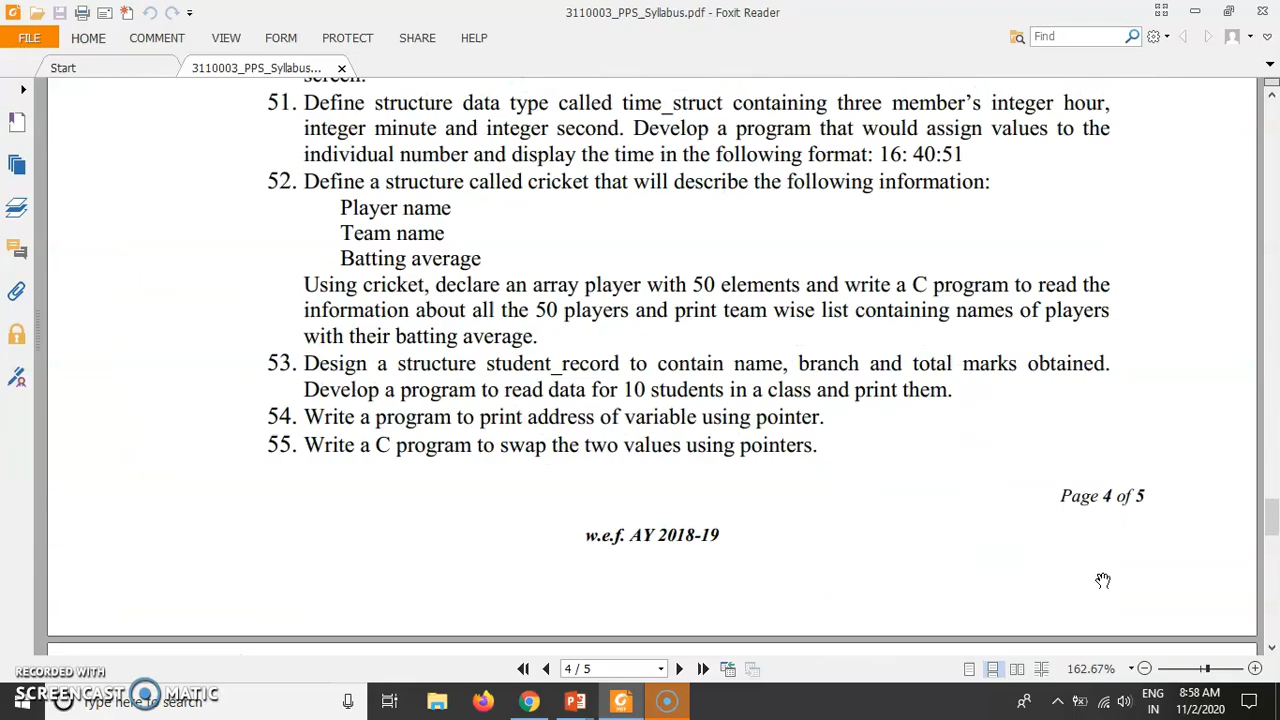 3110003_PPS_Syllabus.pdf - Foxit Reader
FILE HOME COMMENT VIEW FORM PROTECT SHARE HELP
Find
Start
3110003_PPS_Syllabus...
screen.
51. Define structure data type called time_struct containing three member’s integer hour,
integer minute and integer second. Develop a program that would assign values to the
individual number and display the time in the following format: 16: 40:51
52. Define a structure called cricket that will describe the following information:
Player name
Team name
Batting average
Using cricket, declare an array player with 50 elements and write a C program to read the
information about all the 50 players and print team wise list containing names of players
with their batting average.
53. Design a structure student_record to contain name, branch and total marks obtained.
Develop a program to read data for 10 students in a class and print them.
54. Write a program to print address of variable using pointer.
55. Write a C program to swap the two values using pointers.
Page 4 of 5
w.e.f. AY 2018-19
4 / 5
162.67%
RECORDED WITH
SCREENCAST MATIC
Type here to search
ENG
IN
8:58 AM
11/2/2020